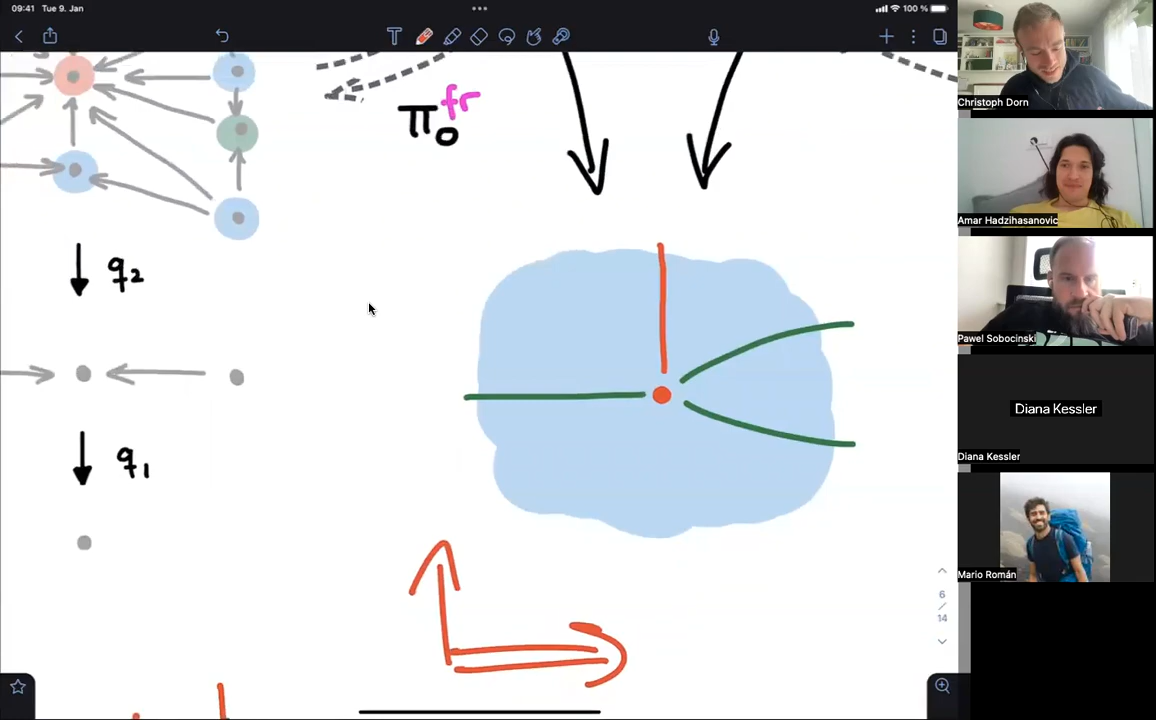 09:41 Tue 9. Jan
100 %
π₀ fr
q₂
q₁
6
/
14
Christoph Dorn
Amar Hadzihasanovic
Pawel Sobocinski
Diana Kessler
Diana Kessler
Mario Román